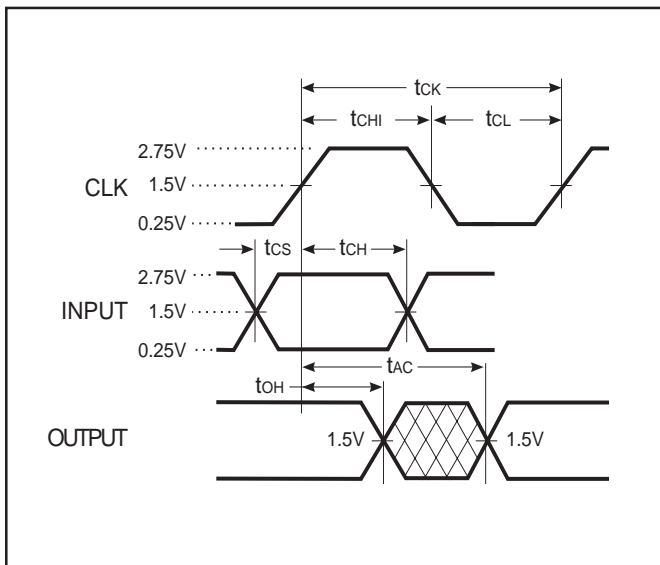 tCK
tCHI tCL
2.75V
CLK 1.5V
0.25V
tCS tCH
2.75V
INPUT 1.5V
0.25V
tAC
tOH
OUTPUT 1.5V 1.5V